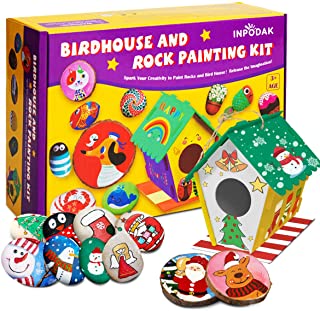 BIRDHOUSE AND
ROCK PAINTING KIT
INPODAK
Spark Your Creativity to Paint Rocks and Bird House! Release the Imagination!
3+
BIRDHOUSE AND
ROCK PAINTING KIT